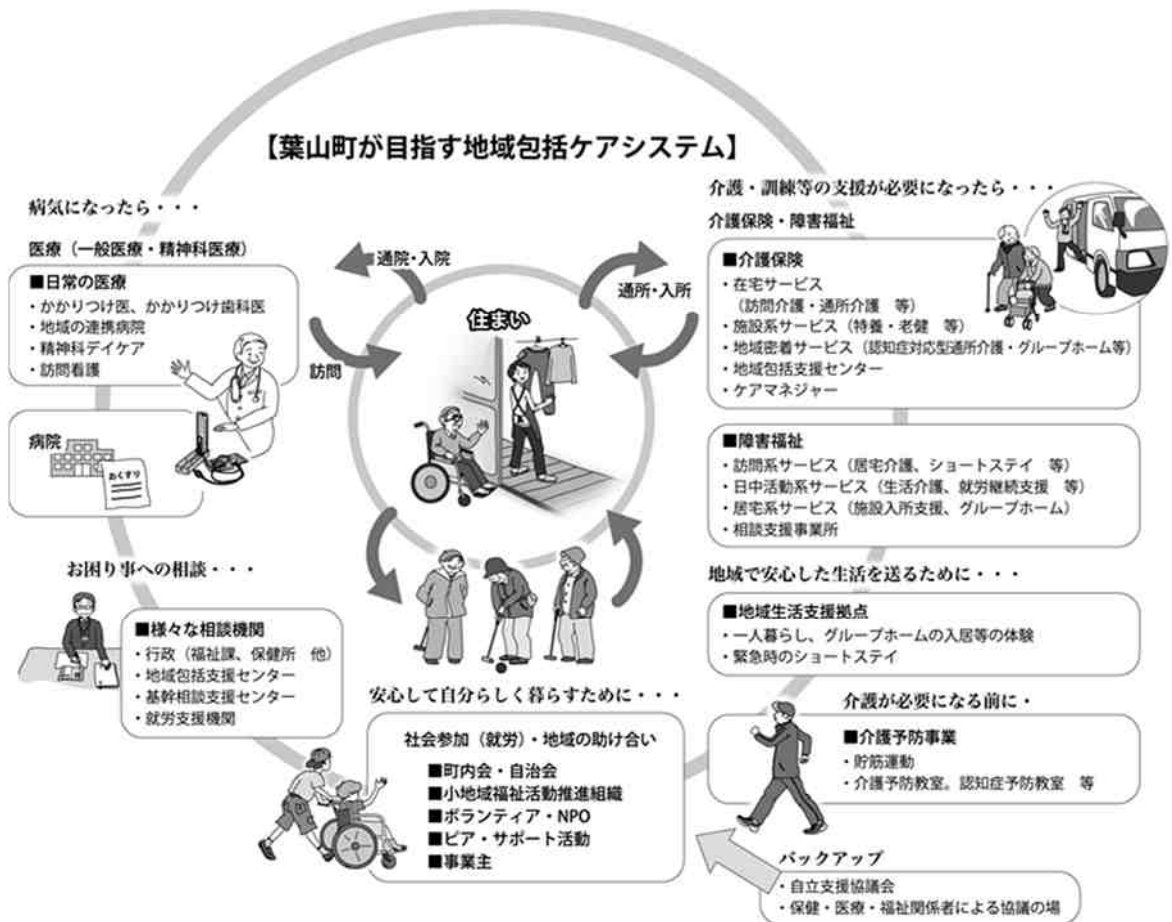 【葉山町が目指す地域包括ケアシステム】
病気になったら・・・
医療（一般医療・精神科医療）
■日常の医療
・かかりつけ医、かかりつけ歯科医
・地域の連携病院
・精神科デイケア
・訪問看護
病院
おくすり
通院・入院
訪問
住まい
通所・入所
介護・訓練等の支援が必要になったら・・・
介護保険・障害福祉
■介護保険
・在宅サービス
（訪問介護・通所介護　等）
・施設系サービス（特養・老健　等）
・地域密着サービス（認知症対応型通所介護・グループホーム等）
・地域包括支援センター
・ケアマネジャー
■障害福祉
・訪問系サービス（居宅介護、ショートステイ　等）
・日中活動系サービス（生活介護、就労継続支援　等）
・居宅系サービス（施設入所支援、グループホーム）
・相談支援事業所
お困り事への相談・・・
■様々な相談機関
・行政（福祉課、保健所　他）
・地域包括支援センター
・基幹相談支援センター
・就労支援機関
地域で安心した生活を送るために・・・
■地域生活支援拠点
・一人暮らし、グループホームの入居等の体験
・緊急時のショートステイ
安心して自分らしく暮らすために・・・
社会参加（就労）・地域の助け合い
■町内会・自治会
■小地域福祉活動推進組織
■ボランティア・NPO
■ピア・サポート活動
■事業主
介護が必要になる前に・
■介護予防事業
・貯筋運動
・介護予防教室。認知症予防教室　等
バックアップ
・自立支援協議会
・保健・医療・福祉関係者による協議の場